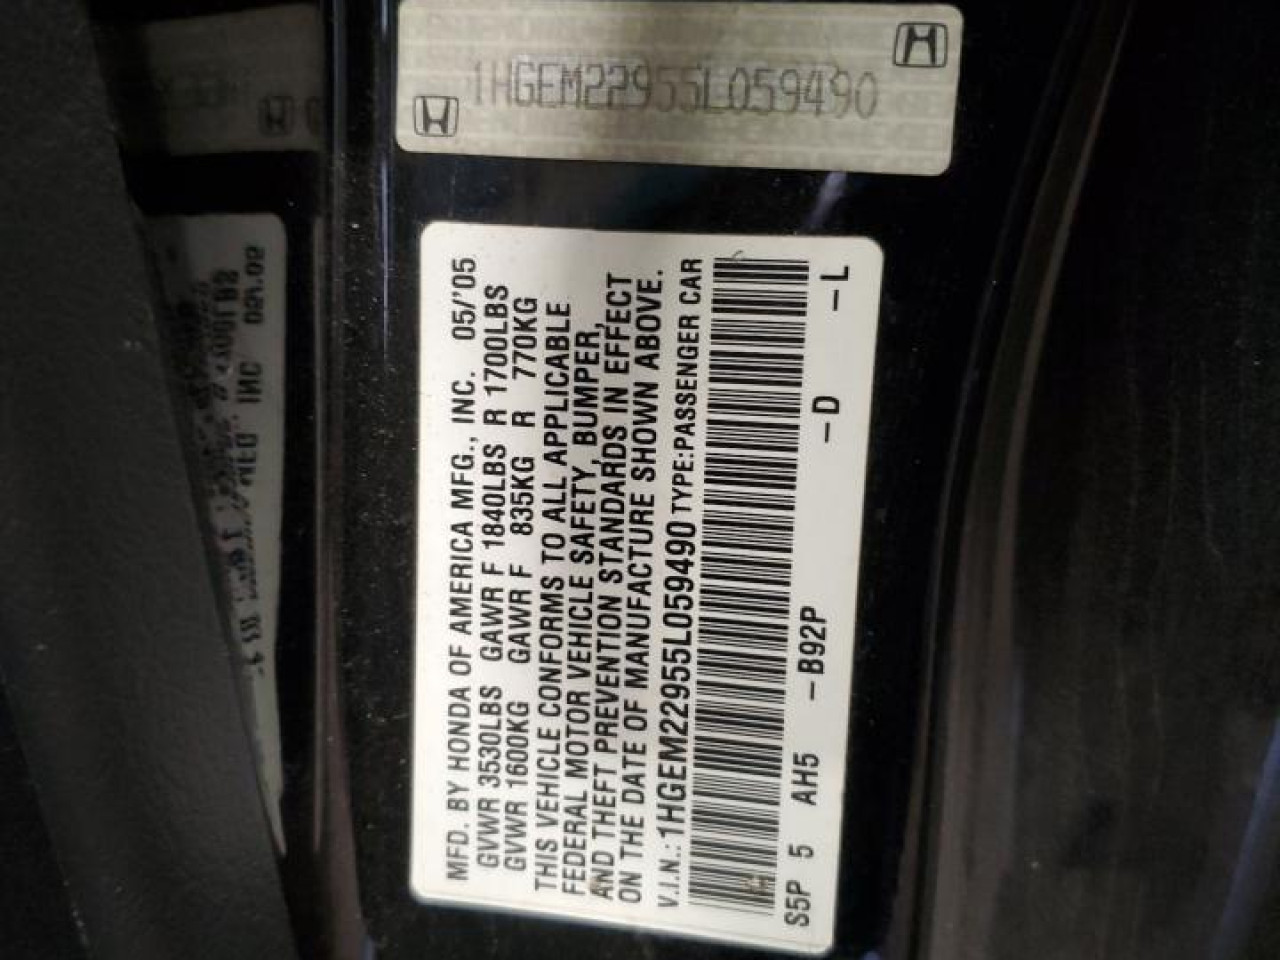 1HGEM22955L059490
MFD. BY HONDA OF AMERICA MFG., INC. 05/'05
GVWR 3530LBS GAWR F 1840LBS R 1700LBS
GVWR 1600KG GAWR F 835KG R 770KG
THIS VEHICLE CONFORMS TO ALL APPLICABLE
FEDERAL MOTOR VEHICLE SAFETY, BUMPER,
AND THEFT PREVENTION STANDARDS IN EFFECT
ON THE DATE OF MANUFACTURE SHOWN ABOVE.
V.I.N.: 1HGEM22955L059490 TYPE: PASSENGER CAR
S5P 5 AH5 -B92P -D -L